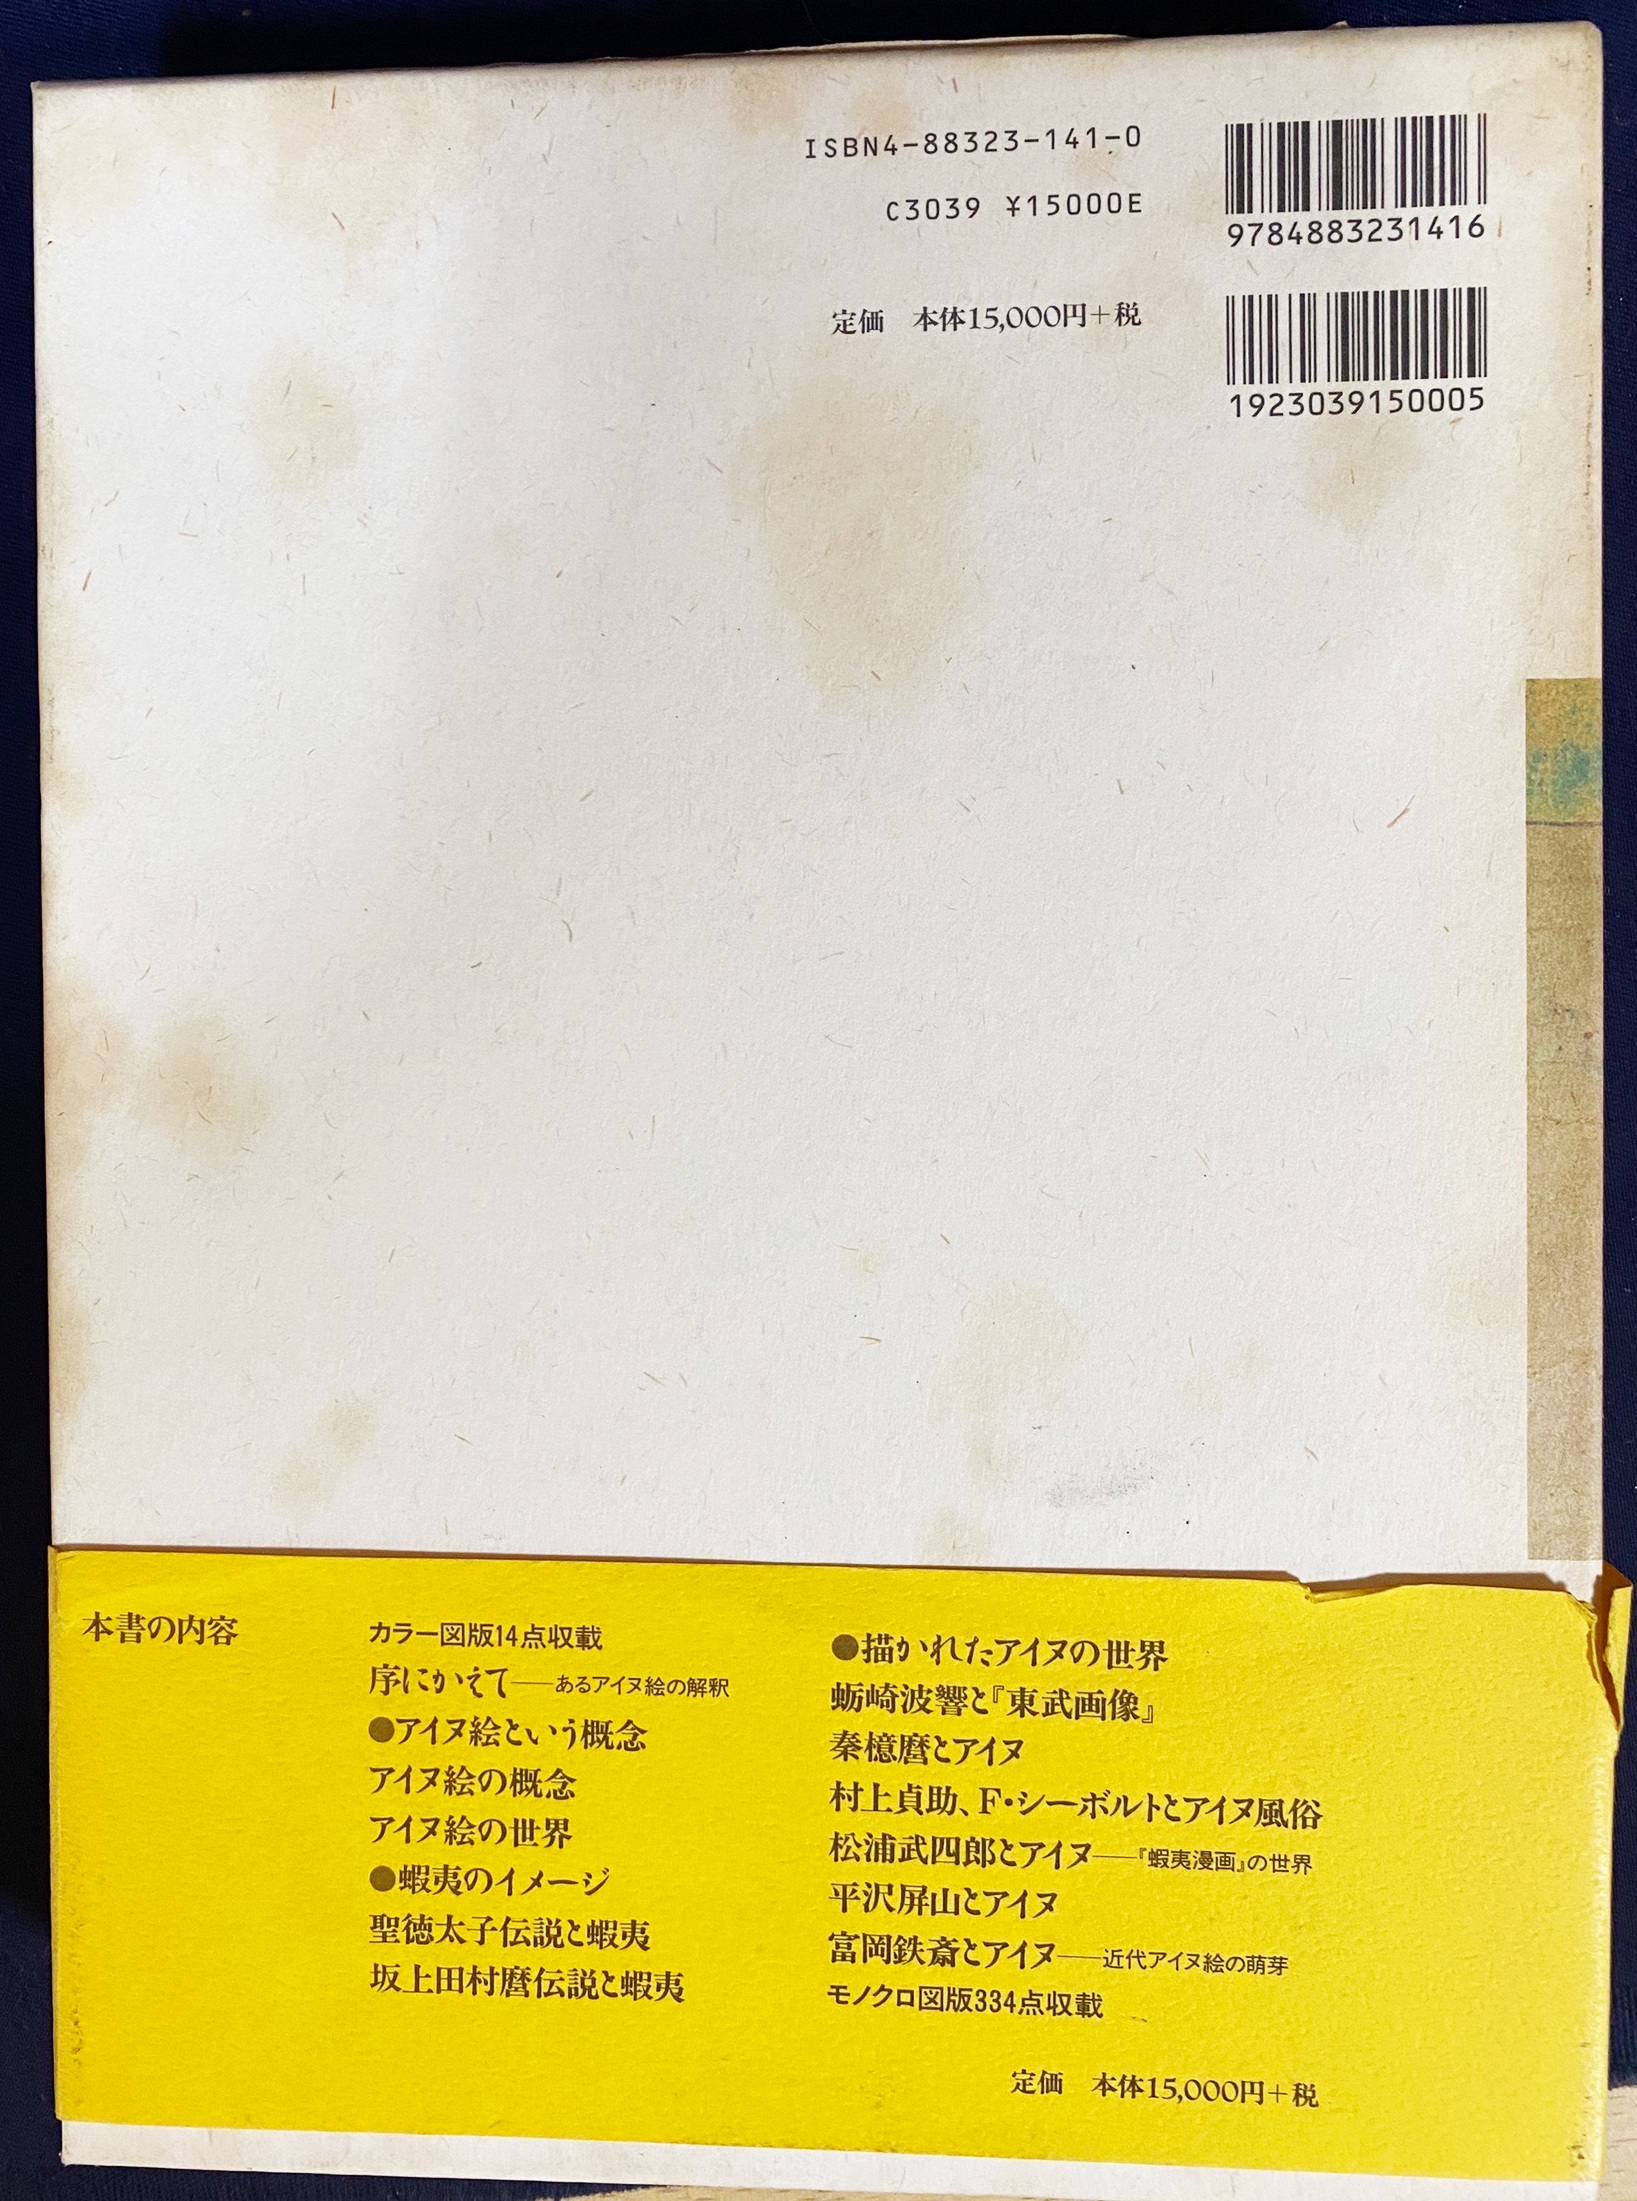 ISBN4-88323-141-0
C3039 ¥15000E
定価 本体15,000円＋税
9784883231416
1923039150005
本書の内容
カラー図版14点収載
序にかえて――あるアイヌ絵の解釈
●アイヌ絵という概念
アイヌ絵の概念
アイヌ絵の世界
●蝦夷のイメージ
聖徳太子伝説と蝦夷
坂上田村麿伝説と蝦夷
●描かれたアイヌの世界
蛎崎波響と『東武画像』
秦檍麿とアイヌ
村上貞助、F・シーボルトとアイヌ風俗
松浦武四郎とアイヌ――『蝦夷漫画』の世界
平沢屏山とアイヌ
富岡鉄斎とアイヌ――近代アイヌ絵の萌芽
モノクロ図版334点収載
定価 本体15,000円＋税